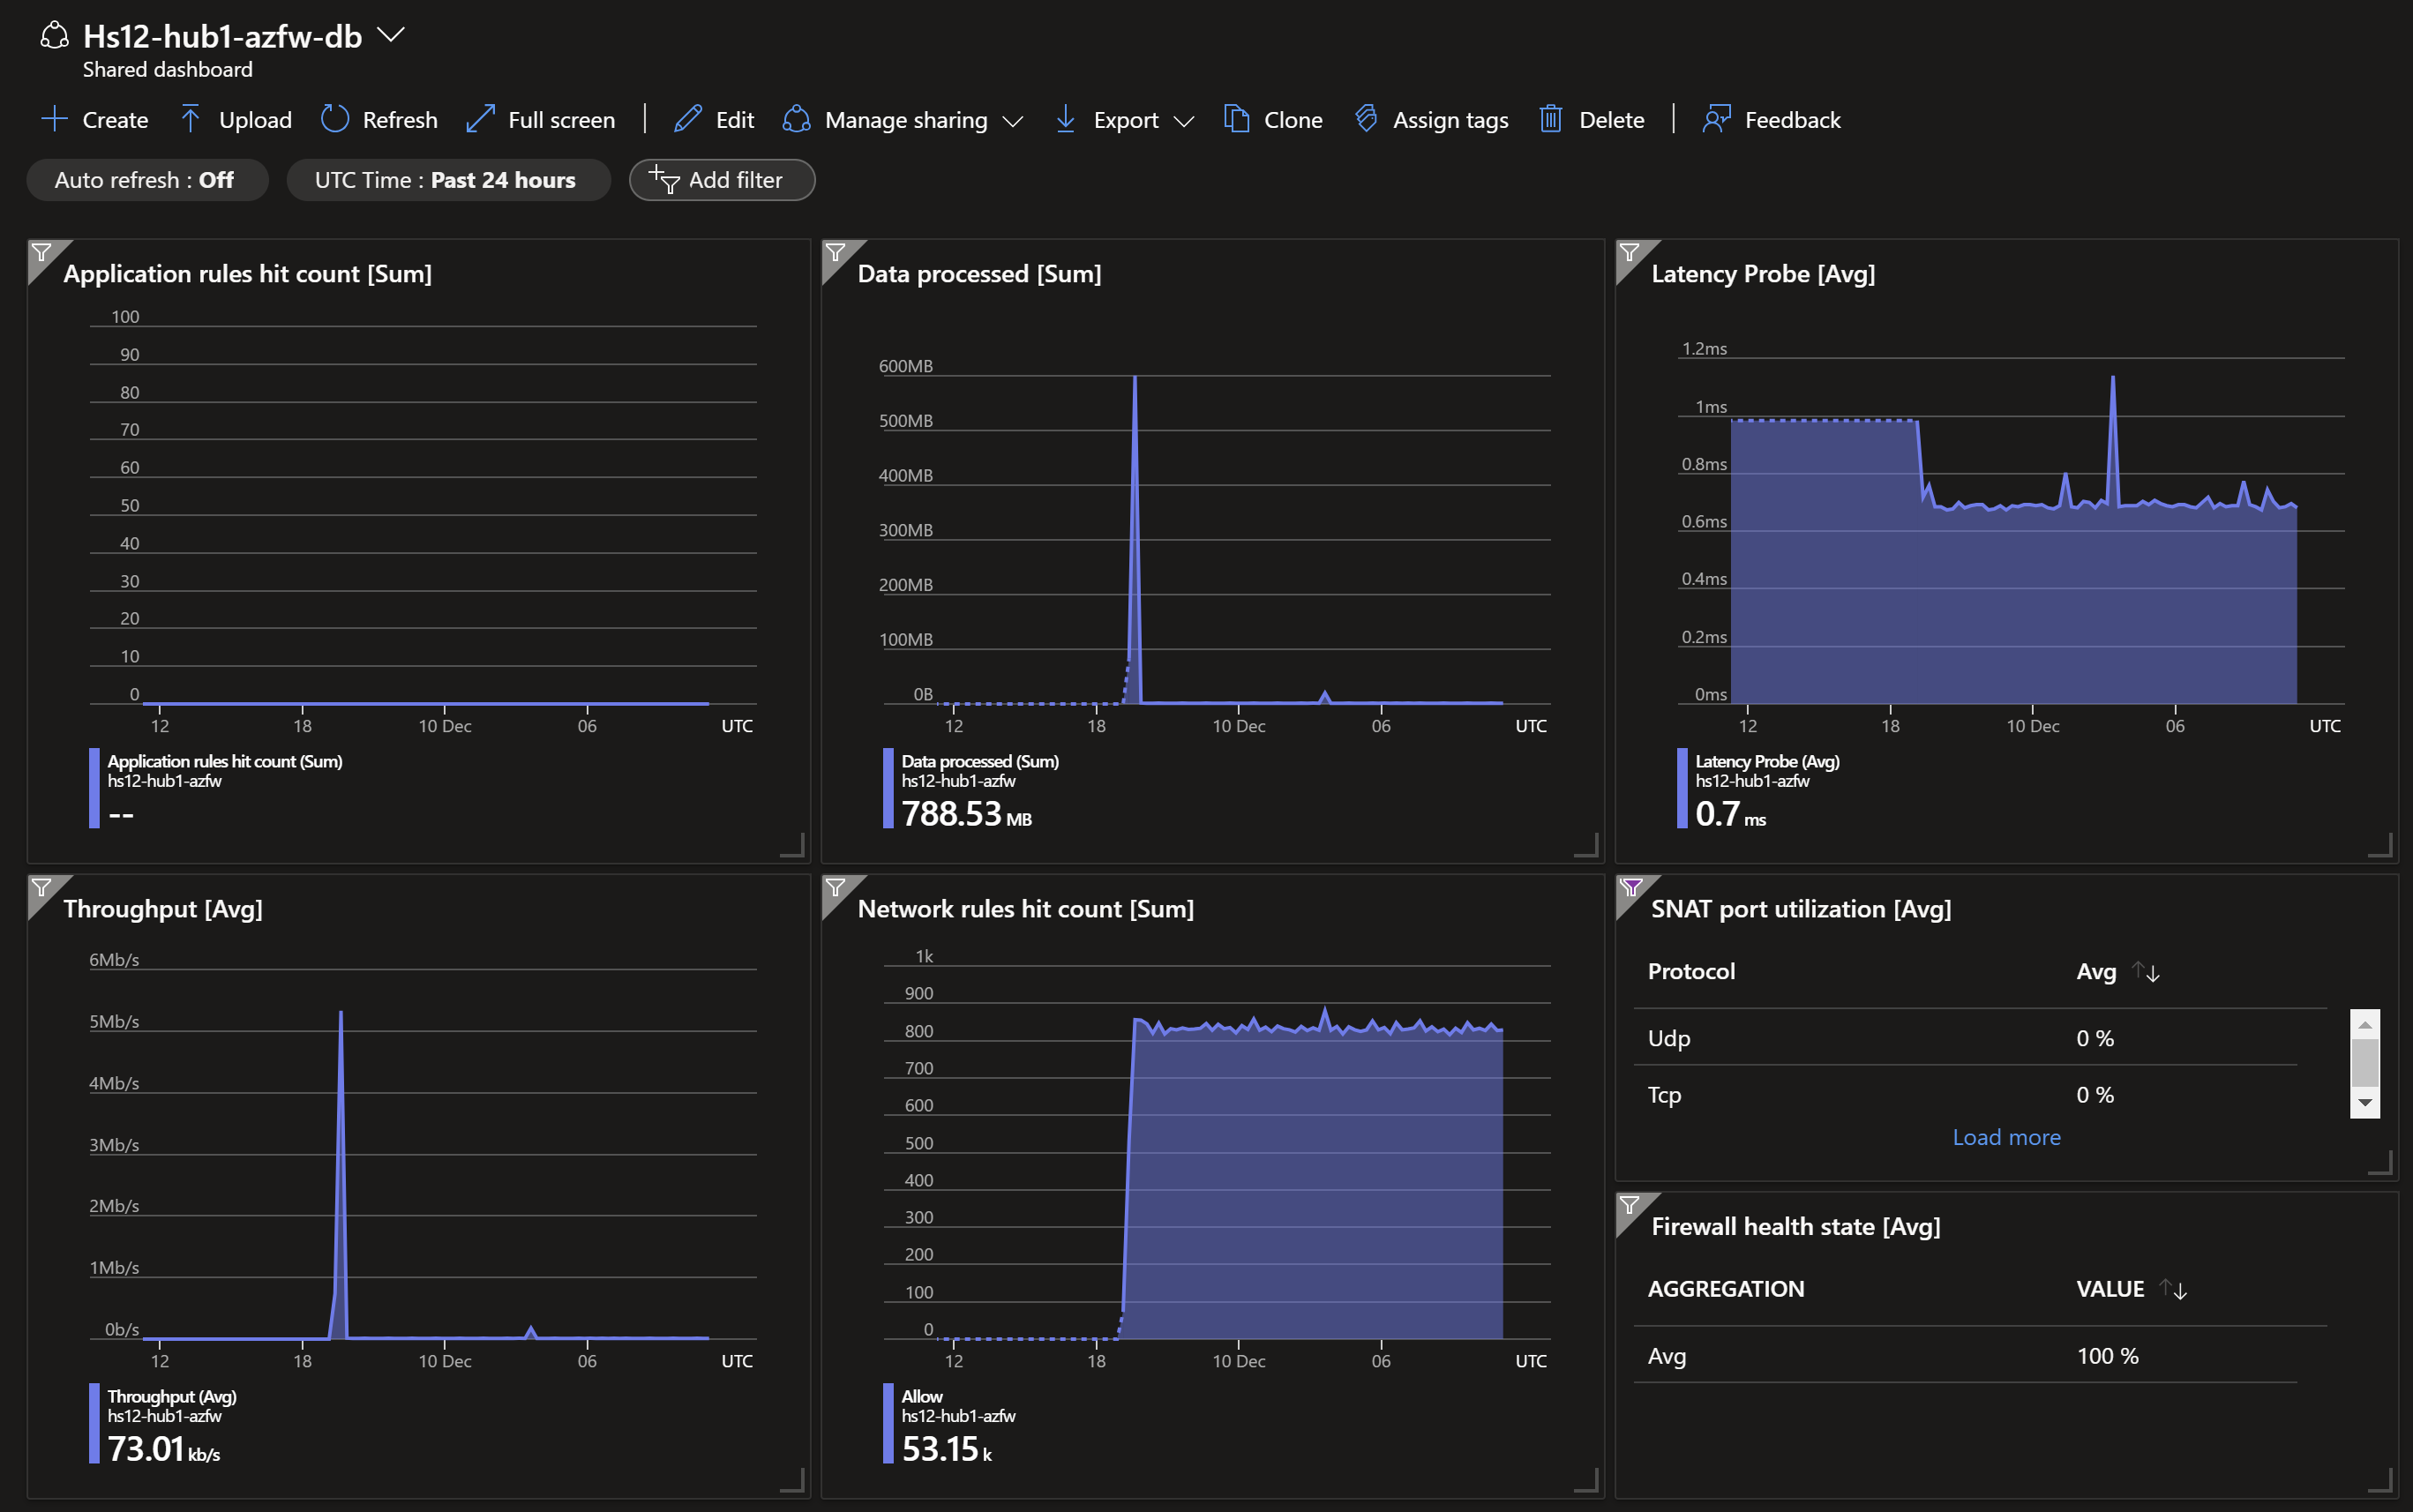 Hs12-hub1-azfw-db
Shared dashboard
Create Upload Refresh Full screen Edit Manage sharing Export Clone Assign tags Delete Feedback
Auto refresh : Off UTC Time : Past 24 hours Add filter
Application rules hit count [Sum]
100
90
80
70
60
50
40
30
20
10
0
12 18 10 Dec 06 UTC
Application rules hit count (Sum)
hs12-hub1-azfw
--
Data processed [Sum]
600MB
500MB
400MB
300MB
200MB
100MB
0B
12 18 10 Dec 06 UTC
Data processed (Sum)
hs12-hub1-azfw
788.53 MB
Latency Probe [Avg]
1.2ms
1ms
0.8ms
0.6ms
0.4ms
0.2ms
0ms
12 18 10 Dec 06 UTC
Latency Probe (Avg)
hs12-hub1-azfw
0.7 ms
Throughput [Avg]
6Mb/s
5Mb/s
4Mb/s
3Mb/s
2Mb/s
1Mb/s
0b/s
12 18 10 Dec 06 UTC
Throughput (Avg)
hs12-hub1-azfw
73.01 kb/s
Network rules hit count [Sum]
1k
900
800
700
600
500
400
300
200
100
0
12 18 10 Dec 06 UTC
Allow
hs12-hub1-azfw
53.15 k
SNAT port utilization [Avg]
Protocol Avg
Udp 0 %
Tcp 0 %
Load more
Firewall health state [Avg]
AGGREGATION VALUE
Avg 100 %